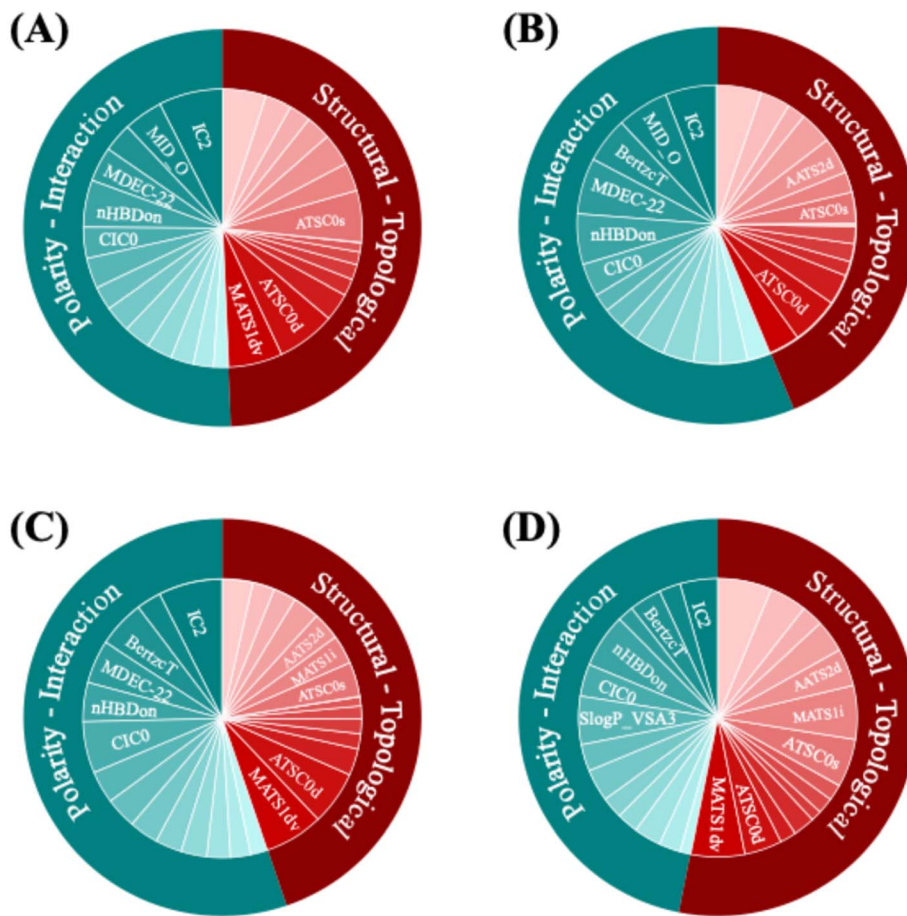 (A)
Polarity - Interaction
Structural - Topological
IC2
MID_O
MDEC-22
nHBDon
CIC0
ATSC0s
ATSC0d
MATS1dv
(B)
Polarity - Interaction
Structural - Topological
IC2
MID_O
BertzcT
MDEC-22
nHBDon
CIC0
AATS2d
ATSC0s
ATSC0d
(C)
Polarity - Interaction
Structural - Topological
IC2
BertzcT
MDEC-22
nHBDon
CIC0
AATS2d
MATS1i
ATSC0s
ATSC0d
MATS1dv
(D)
Polarity - Interaction
Structural - Topological
IC2
BertzcT
nHBDon
CIC0
SlogP_VSA3
AATS2d
MATS1i
ATSC0s
ATSC0d
MATS1dv